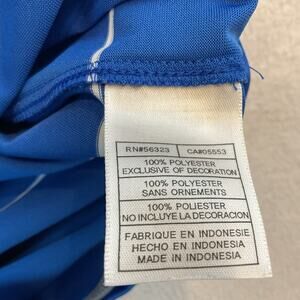 RN#56323 CA#05553
100% POLYESTER
EXCLUSIVE OF DECORATION
100% POLYESTER
SANS ORNEMENTS
100% POLIESTER
NO INCLUYE LA DECORACION
FABRIQUE EN INDONESIE
HECHO EN INDONESIA
MADE IN INDONESIA